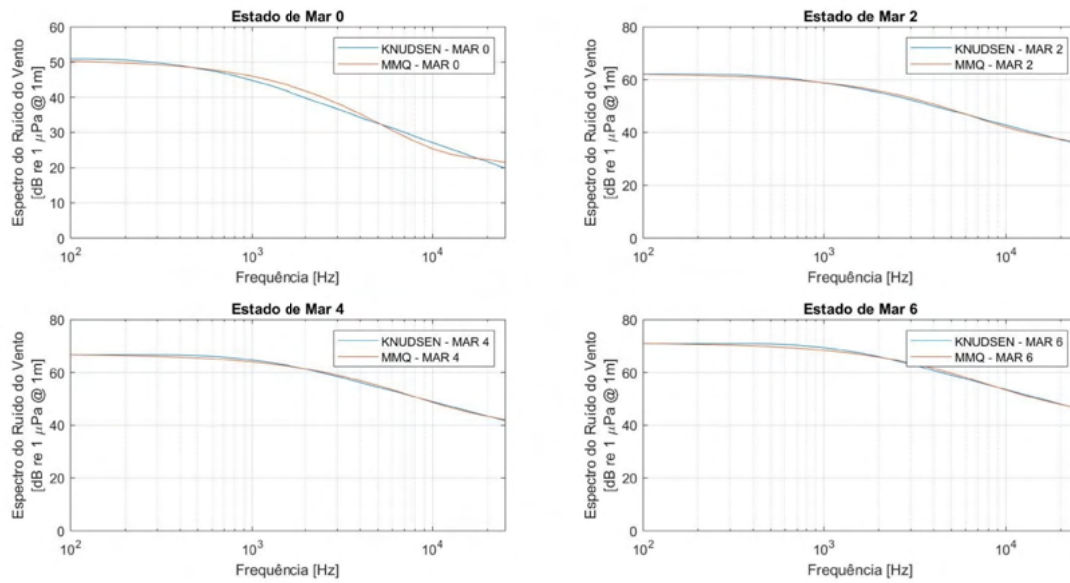 Estado de Mar 0
Espectro do Ruído do Vento
[dB re 1 μPa @ 1m]
60
50
40
30
20
10
0
KNUDSEN - MAR 0
MMQ - MAR 0
10²
10³
10⁴
Frequência [Hz]
Estado de Mar 2
Espectro do Ruído do Vento
[dB re 1 μPa @ 1m]
80
60
40
20
0
KNUDSEN - MAR 2
MMQ - MAR 2
10²
10³
10⁴
Frequência [Hz]
Estado de Mar 4
Espectro do Ruído do Vento
[dB re 1 μPa @ 1m]
80
60
40
20
0
KNUDSEN - MAR 4
MMQ - MAR 4
10²
10³
10⁴
Frequência [Hz]
Estado de Mar 6
Espectro do Ruído do Vento
[dB re 1 μPa @ 1m]
80
60
40
20
0
KNUDSEN - MAR 6
MMQ - MAR 6
10²
10³
10⁴
Frequência [Hz]